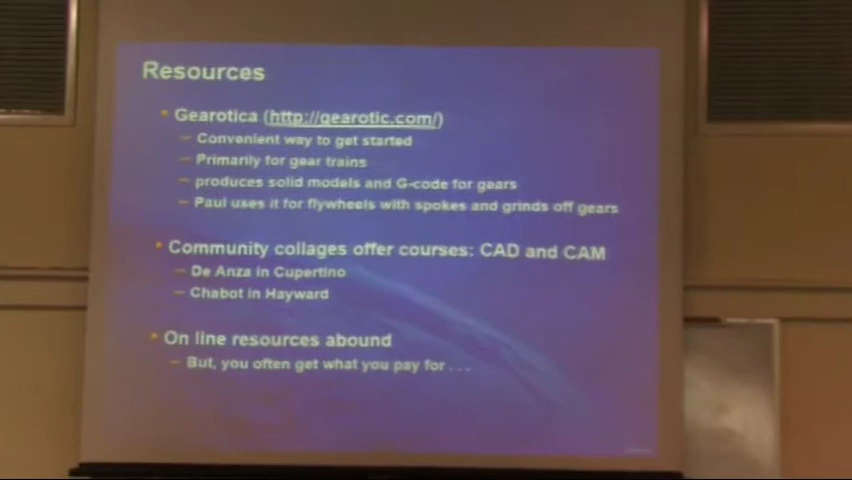 Resources
• Gearotica (http://gearotic.com/)
– Convenient way to get started
– Primarily for gear trains
– produces solid models and G-code for gears
– Paul uses it for flywheels with spokes and grinds off gears
• Community collages offer courses: CAD and CAM
– De Anza in Cupertino
– Chabot in Hayward
• On line resources abound
– But, you often get what you pay for . . .